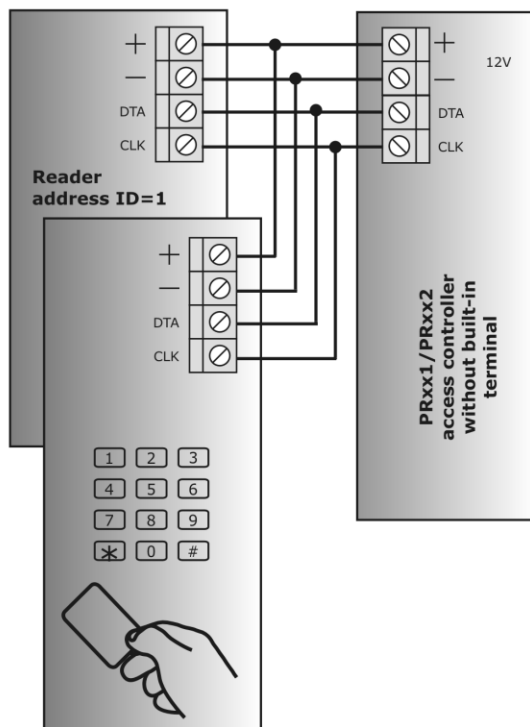 +
−
DTA
CLK
Reader
address ID=1
+
−
DTA
CLK
12V
PRxx1/PRxx2
access controller
without built-in
terminal
+
−
DTA
CLK
1 2 3
4 5 6
7 8 9
* 0 #